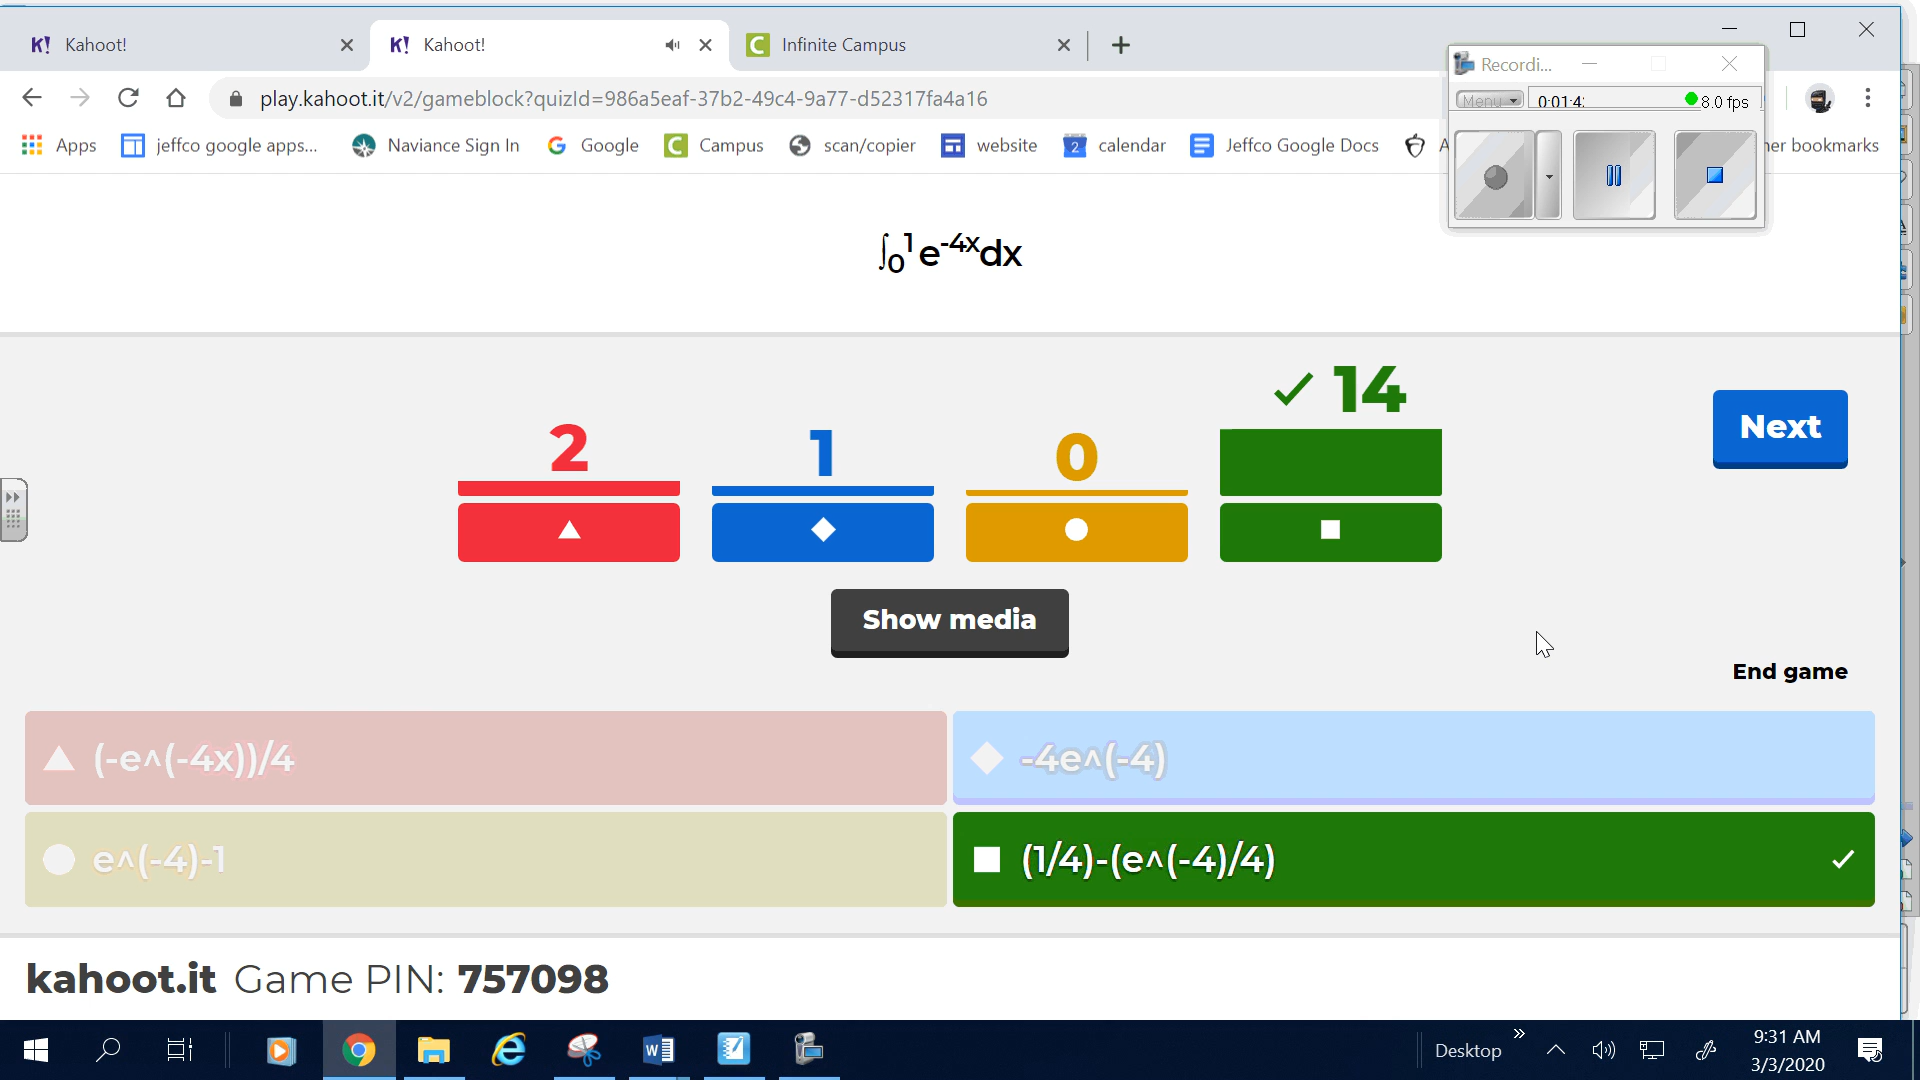 Kahoot!
Kahoot!
Infinite Campus
Recordi...
play.kahoot.it/v2/gameblock?quizId=986a5eaf-37b2-49c4-9a77-d52317fa4a16
Menu
0:01:4
8.0 fps
Apps
jeffco google apps...
Naviance Sign In
Google
Campus
scan/copier
website
calendar
Jeffco Google Docs
A
her bookmarks
∫₀¹ e⁻⁴ˣdx
2
1
0
14
Next
Show media
End game
(-e^(-4x))/4
-4e^(-4)
e^(-4)-1
(1/4)-(e^(-4)/4)
kahoot.it Game PIN: 757098
Desktop
9:31 AM
3/3/2020